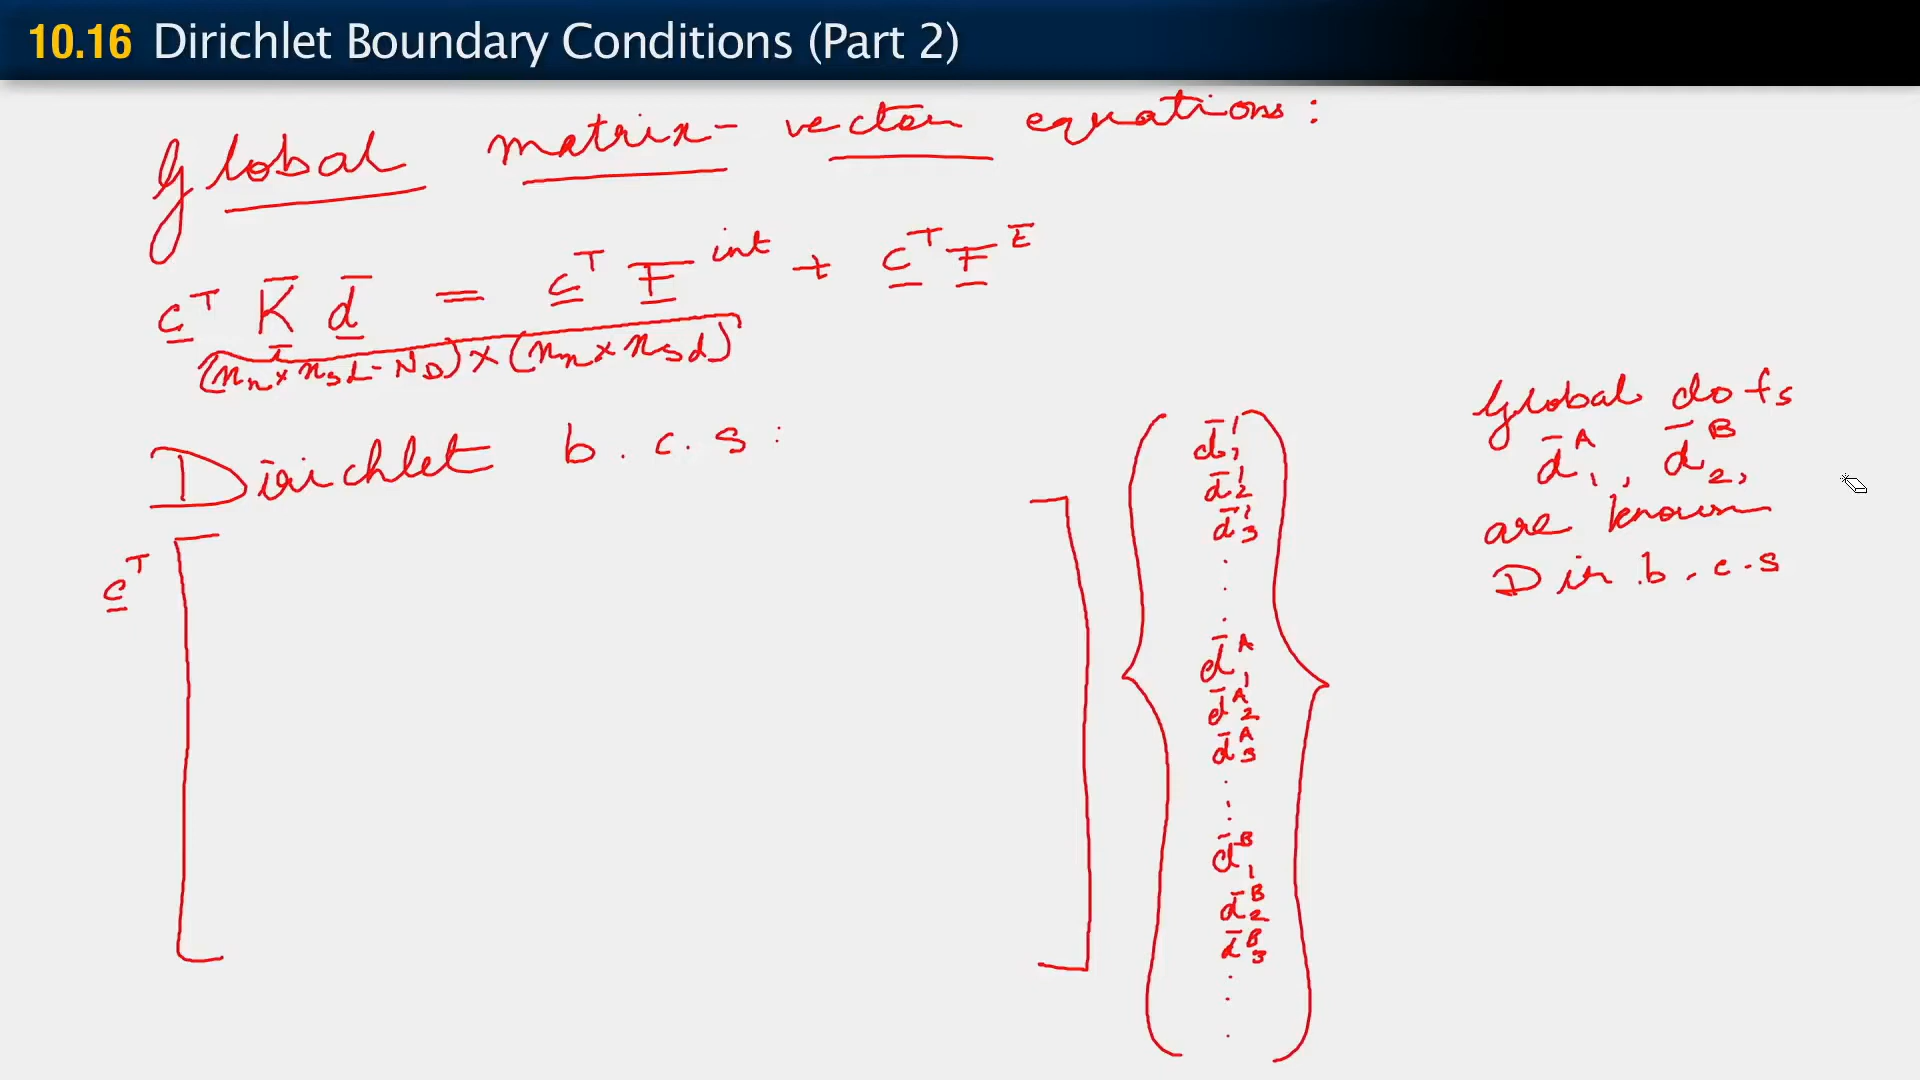 10.16 Dirichlet Boundary Conditions (Part 2)
Global matrix-vector equations:
c^T K̄ d̄ = c^T F^int + c^T F^Ē
(n_n × n_sd - N_D) × (n_n × n_sd)
Dirichlet b.c.s:
c^T
d̄^1_1
d̄^1_2
d̄^1_3
.
.
.
d̄^A_1
d̄^A_2
d̄^A_3
.
.
.
d̄^B_1
d̄^B_2
d̄^B_3
.
.
.
Global dofs
d̄^A_1, d̄^B_2,
are known
Dir. b.c.s